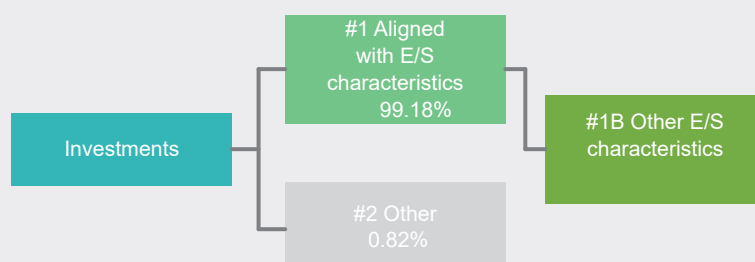 #1 Aligned
with E/S
characteristics
99.18%
Investments
#1B Other E/S
characteristics
#2 Other
0.82%